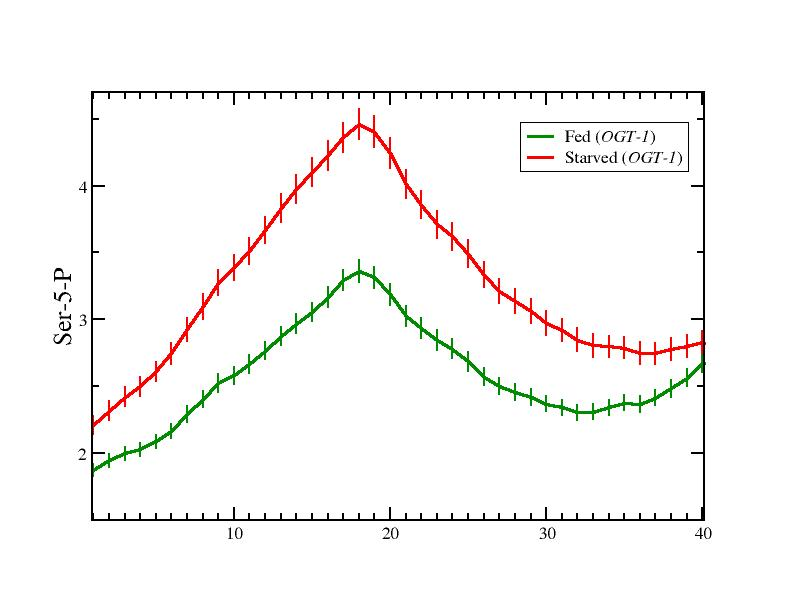 Fed (OGT-1)
Starved (OGT-1)
4
3
2
Ser-5-P
10 20 30 40